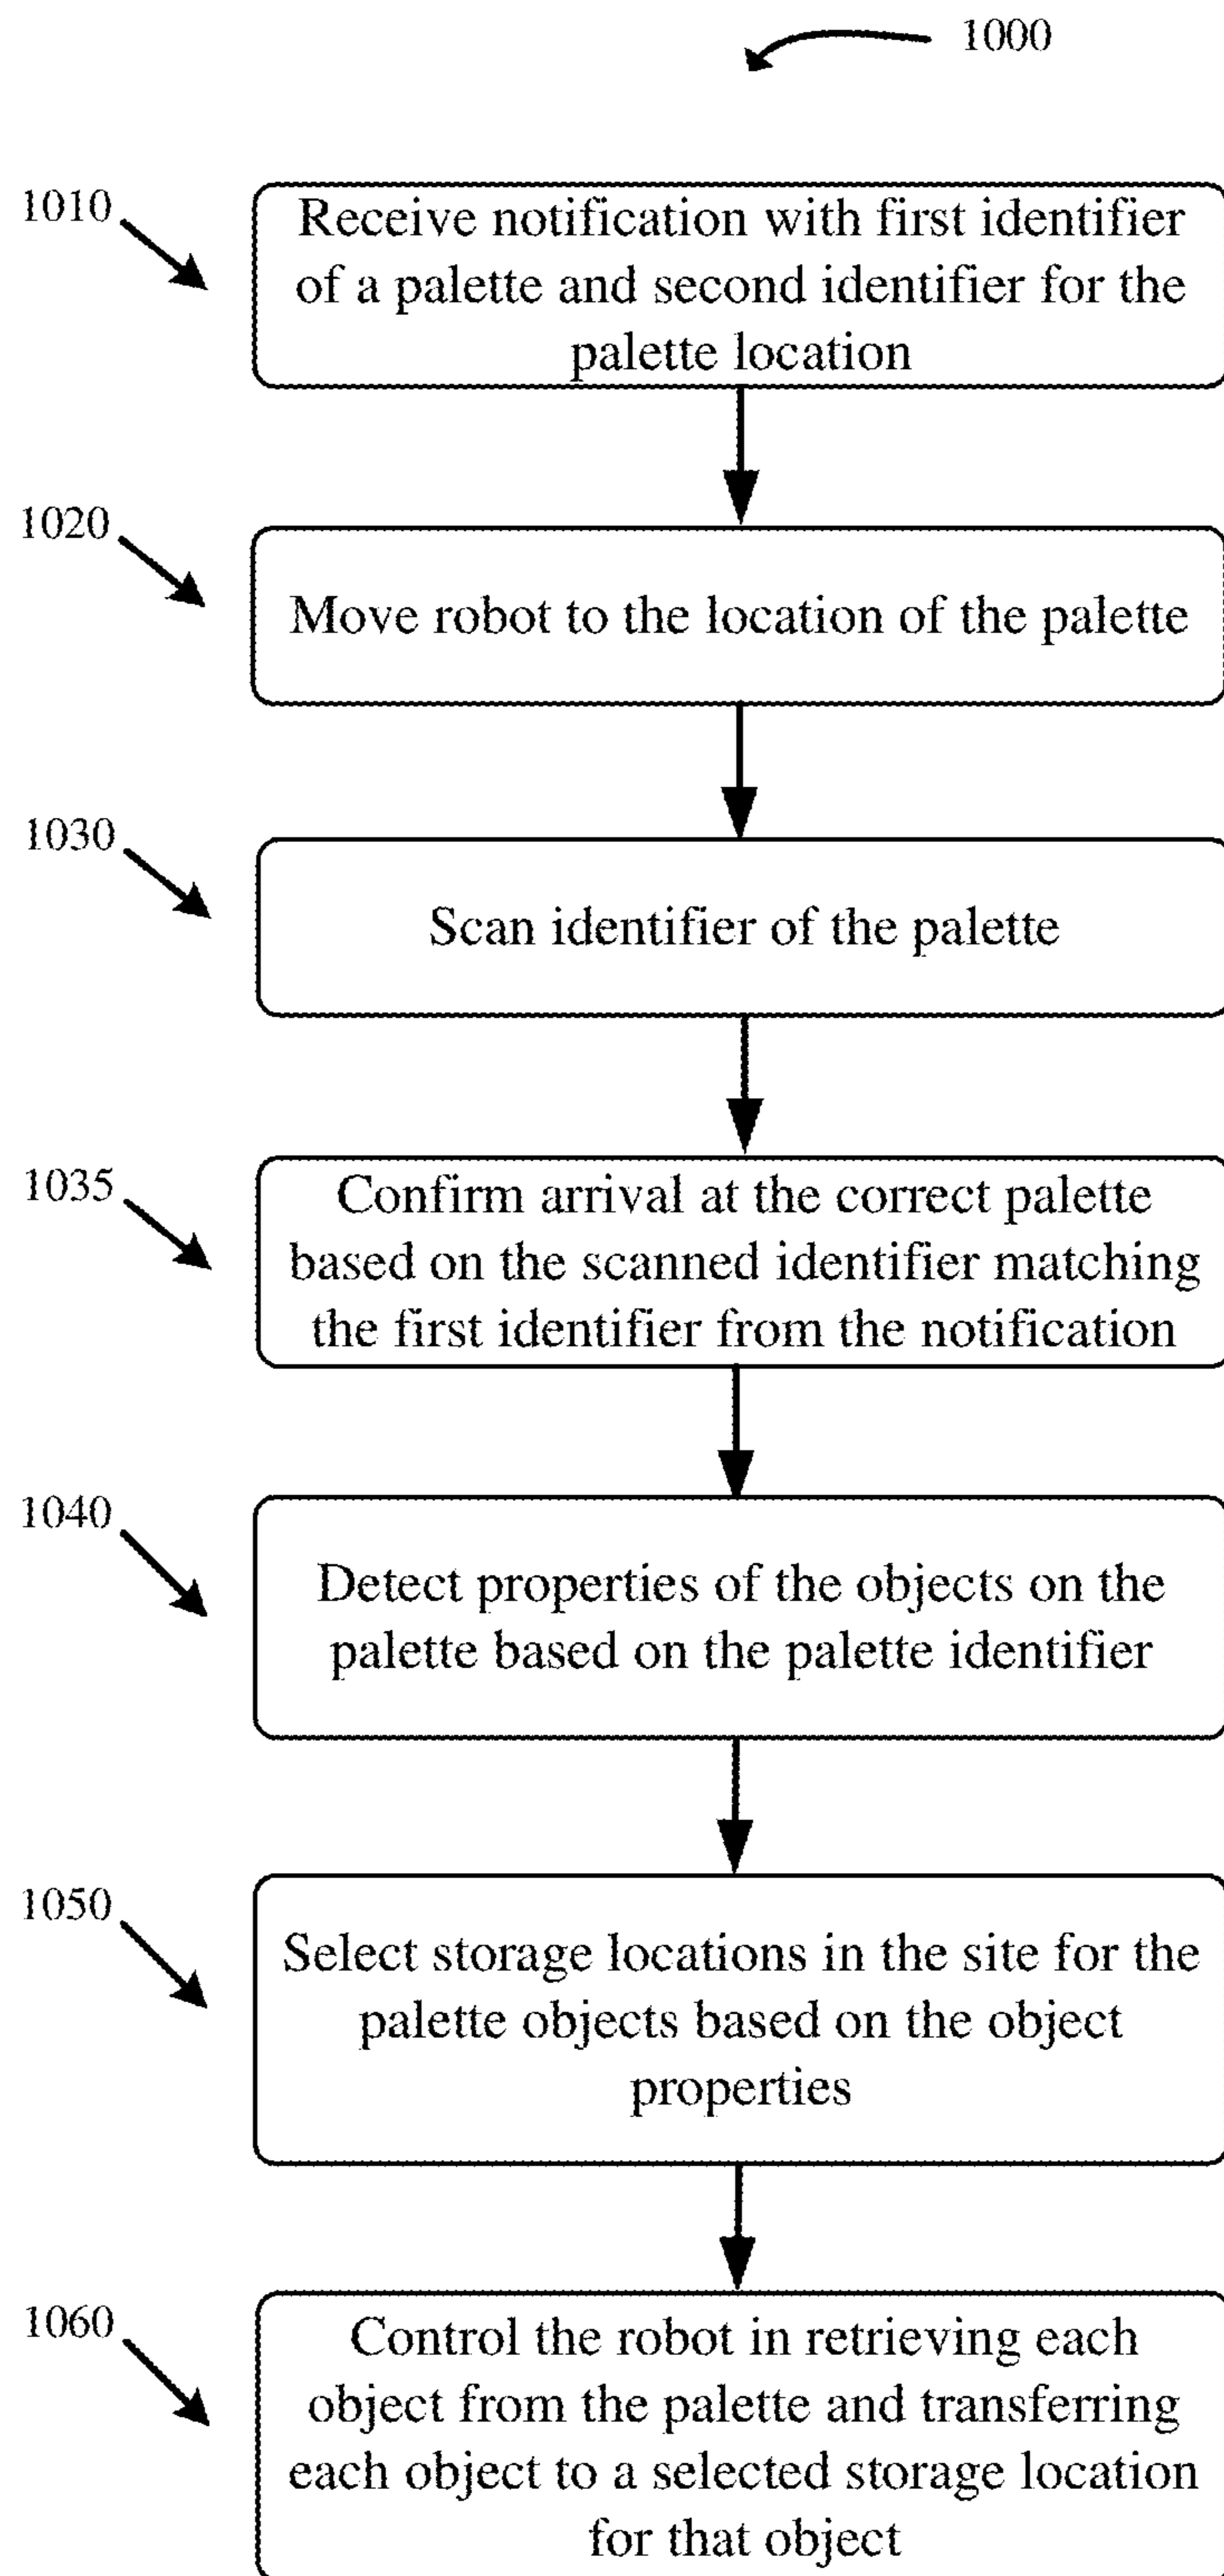 1000
1010
Receive notification with first identifier
of a palette and second identifier for the
palette location
1020
Move robot to the location of the palette
1030
Scan identifier of the palette
1035
Confirm arrival at the correct palette
based on the scanned identifier matching
the first identifier from the notification
1040
Detect properties of the objects on the
palette based on the palette identifier
1050
Select storage locations in the site for the
palette objects based on the object
properties
1060
Control the robot in retrieving each
object from the palette and transferring
each object to a selected storage location
for that object